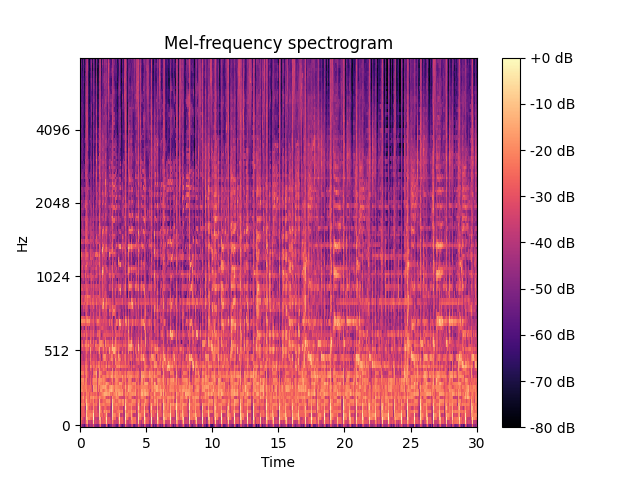 Mel-frequency spectrogram
Hz
4096
2048
1024
512
0
0 5 10 15 20 25 30
Time
+0 dB
-10 dB
-20 dB
-30 dB
-40 dB
-50 dB
-60 dB
-70 dB
-80 dB